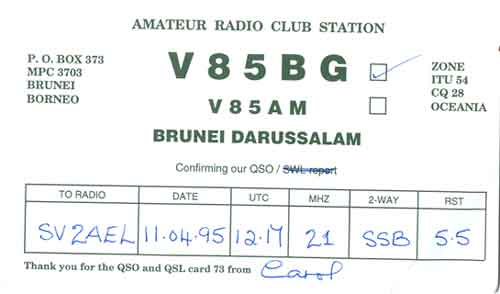 AMATEUR RADIO CLUB STATION
P. O. BOX 373
MPC 3703
BRUNEI
BORNEO
V85BG
V85AM
ZONE
ITU 54
CQ 28
OCEANIA
BRUNEI DARUSSALAM
Confirming our QSO / SWL report
TO RADIO DATE UTC MHZ 2-WAY RST
SV2AEL 11.04.95 12.17 21 SSB 5.5
Thank you for the QSO and QSL card 73 from Carol